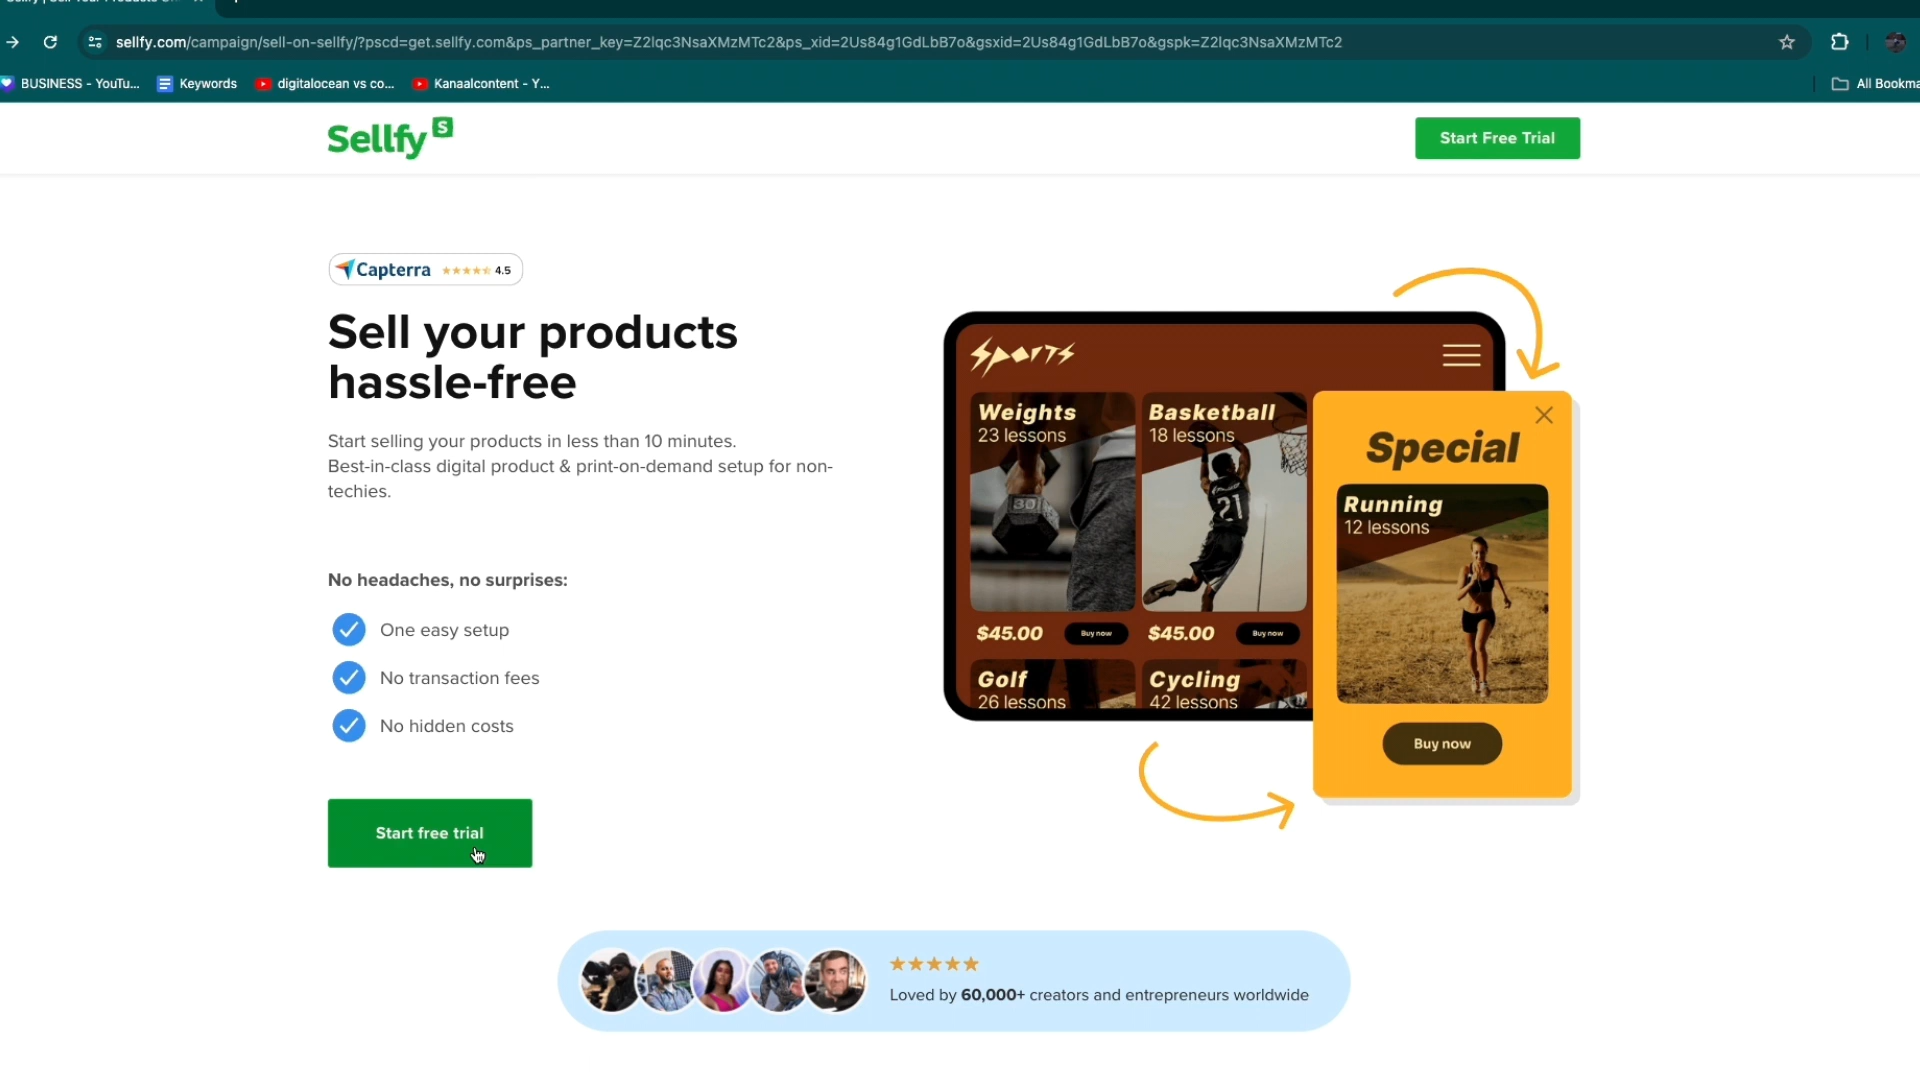 sellfy.com/campaign/sell-on-sellfy/?pscd=get.sellfy.com&ps_partner_key=Z2lqc3NsaXMzMTc2&ps_xid=2Us84g1GdLbB7o&gsxid=2Us84g1GdLbB7o&gspk=Z2lqc3NsaXMzMTc2
BUSINESS - YouTu...
Keywords
digitalocean vs co...
Kanaalcontent - Y...
All Bookma
Sellfy S
Start Free Trial
Capterra 4.5
Sell your products
hassle-free
Start selling your products in less than 10 minutes.
Best-in-class digital product & print-on-demand setup for non-
techies.
No headaches, no surprises:
One easy setup
No transaction fees
No hidden costs
Start free trial
Sports
Weights
23 lessons
Basketball
18 lessons
30
21
$45.00
Buy now
$45.00
Buy now
Golf
26 lessons
Cycling
42 lessons
Special
Running
12 lessons
Buy now
Loved by 60,000+ creators and entrepreneurs worldwide